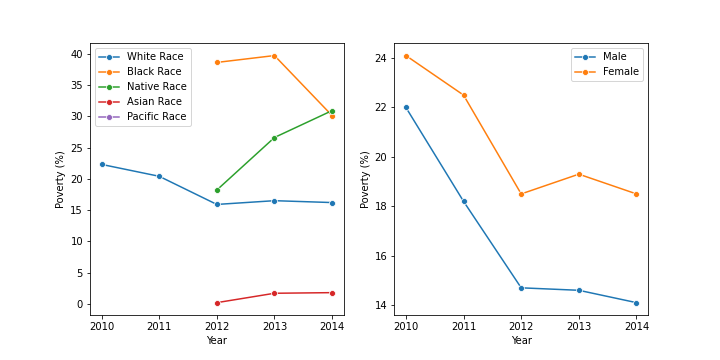 White Race
Black Race
Native Race
Asian Race
Pacific Race
40
35
30
25
20
15
10
5
0
Poverty (%)
2010 2011 2012 2013 2014
Year
Male
Female
24
22
20
18
16
14
Poverty (%)
2010 2011 2012 2013 2014
Year